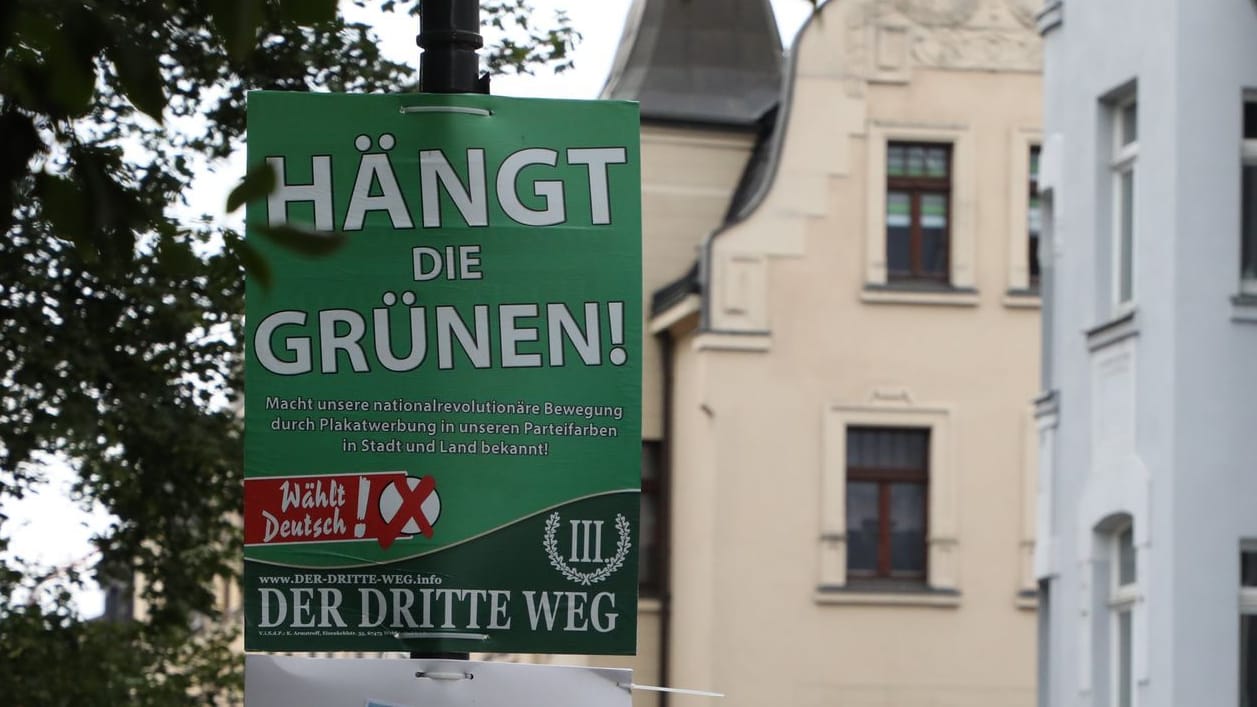 HÄNGT
DIE
GRÜNEN!
Macht unsere nationalrevolutionäre Bewegung
durch Plakatwerbung in unseren Parteifarben
in Stadt und Land bekannt!
Wählt
Deutsch!
III.
www.DER-DRITTE-WEG.info
DER DRITTE WEG
V.i.S.d.P.: K. Armstroff,